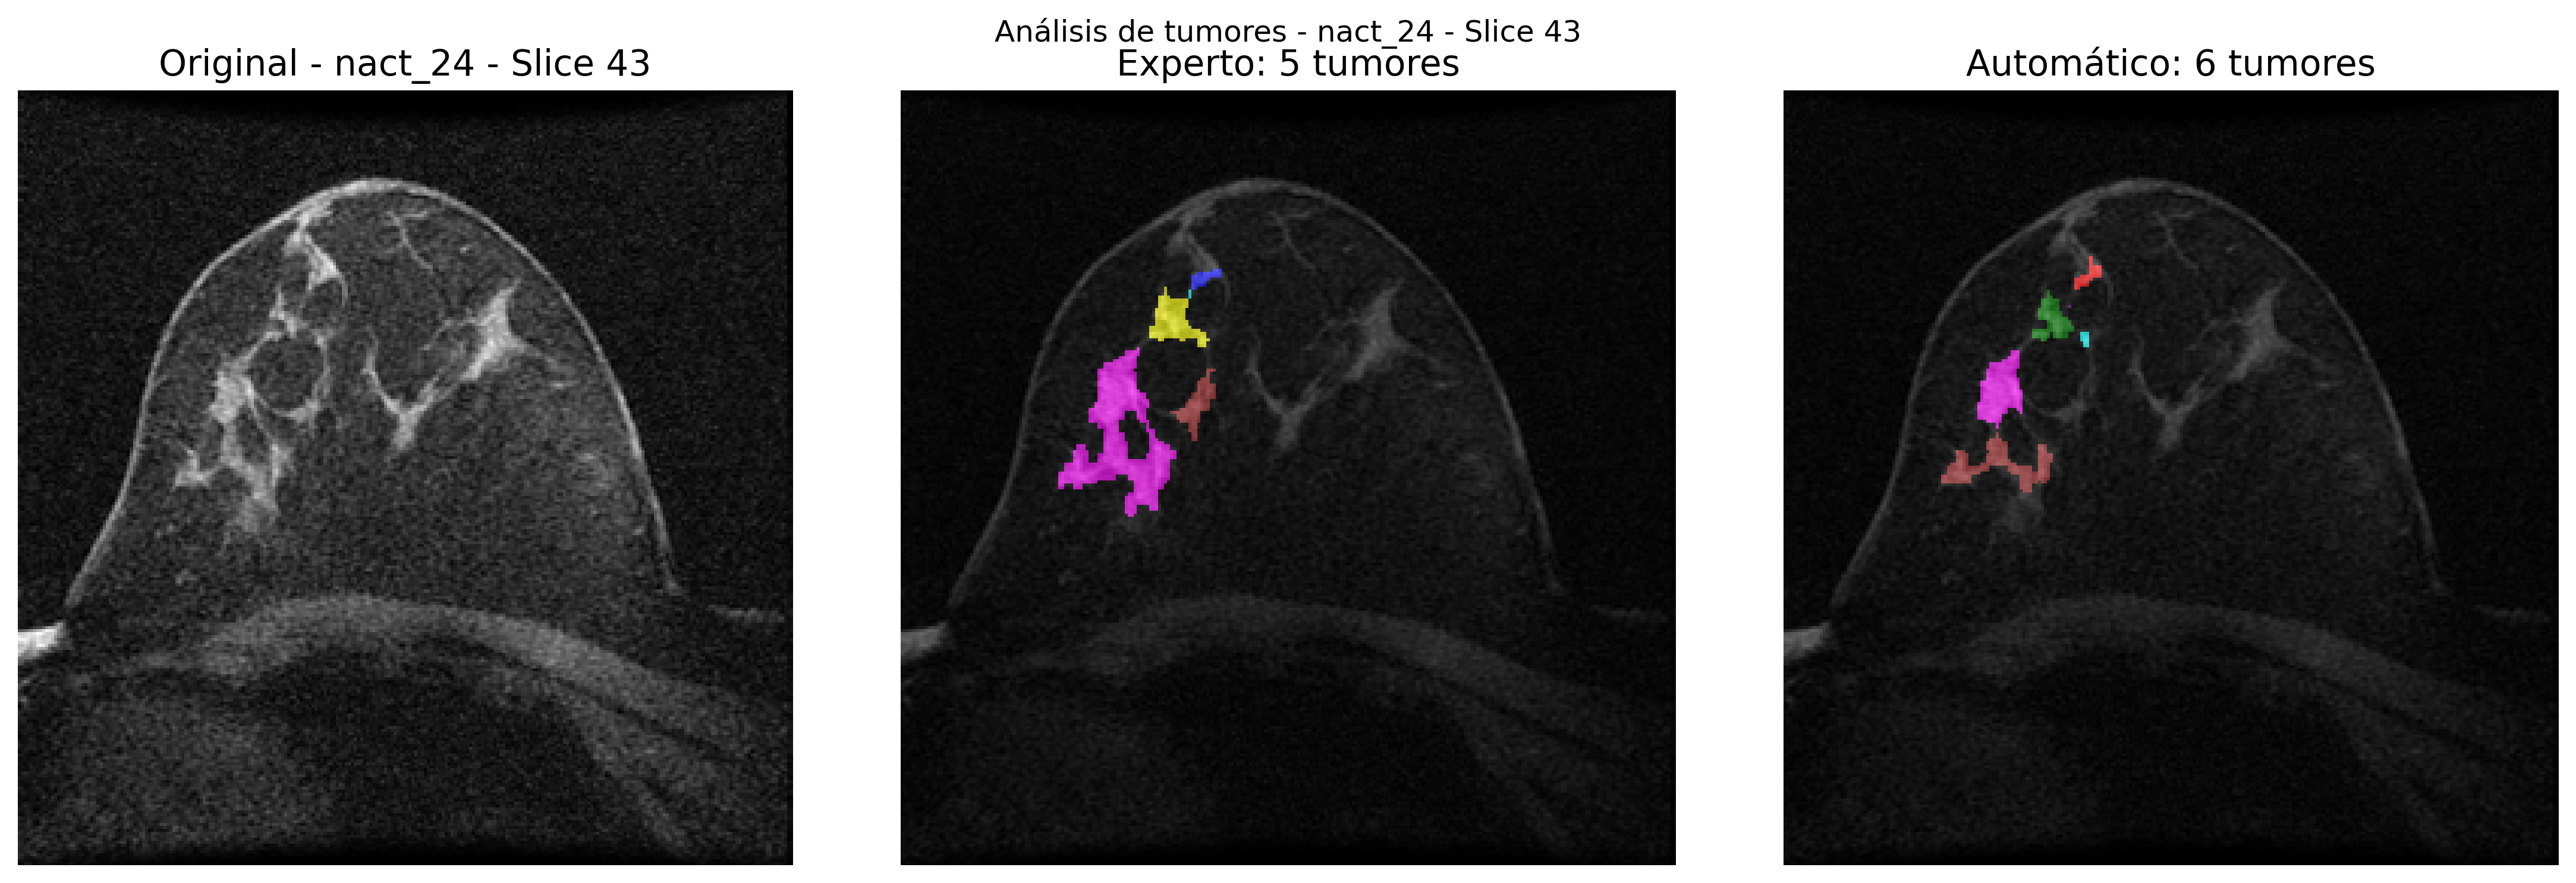 Análisis de tumores - nact_24 - Slice 43
Original - nact_24 - Slice 43
Experto: 5 tumores
Automático: 6 tumores